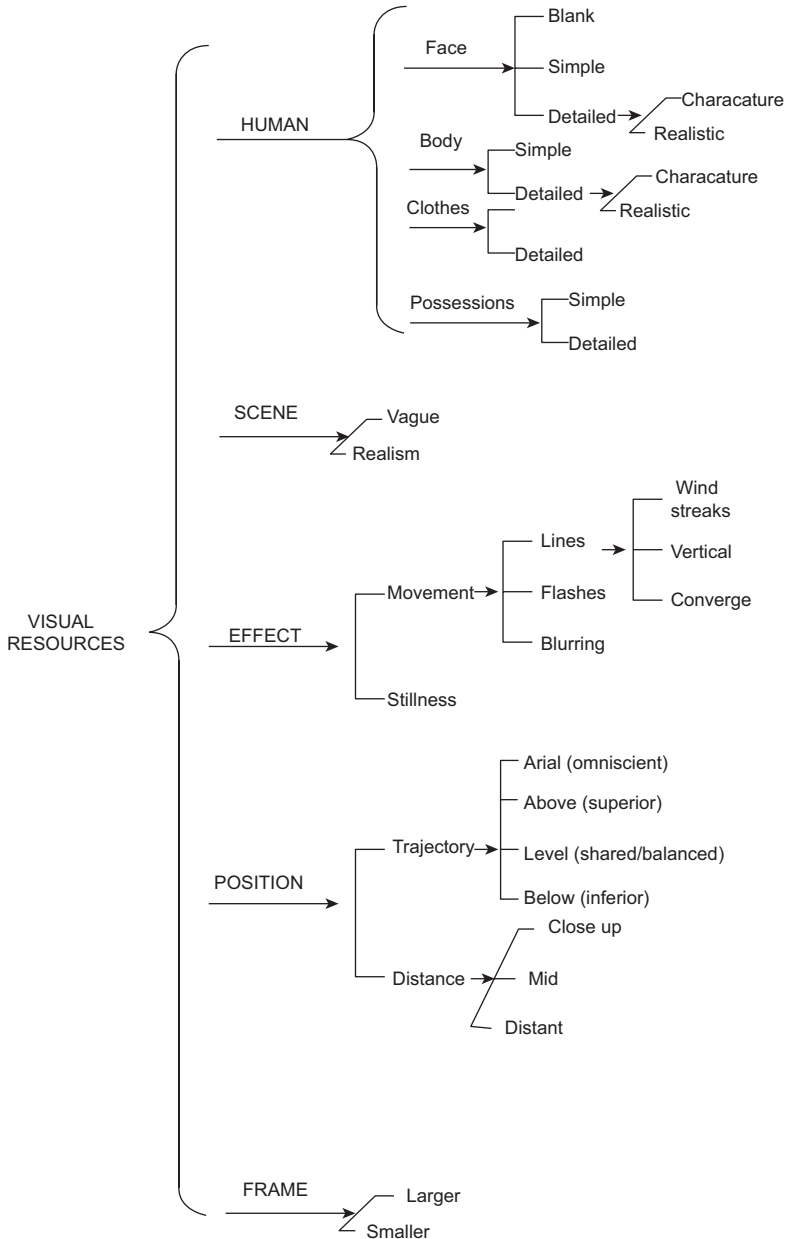 Blank
Face
Simple
Detailed
Characature
Realistic
HUMAN
Body
Simple
Detailed
Characature
Realistic
Clothes
Detailed
Possessions
Simple
Detailed
SCENE
Vague
Realism
VISUAL
RESOURCES
EFFECT
Movement
Lines
Wind
streaks
Vertical
Converge
Flashes
Blurring
Stillness
POSITION
Trajectory
Arial (omniscient)
Above (superior)
Level (shared/balanced)
Below (inferior)
Distance
Close up
Mid
Distant
FRAME
Larger
Smaller